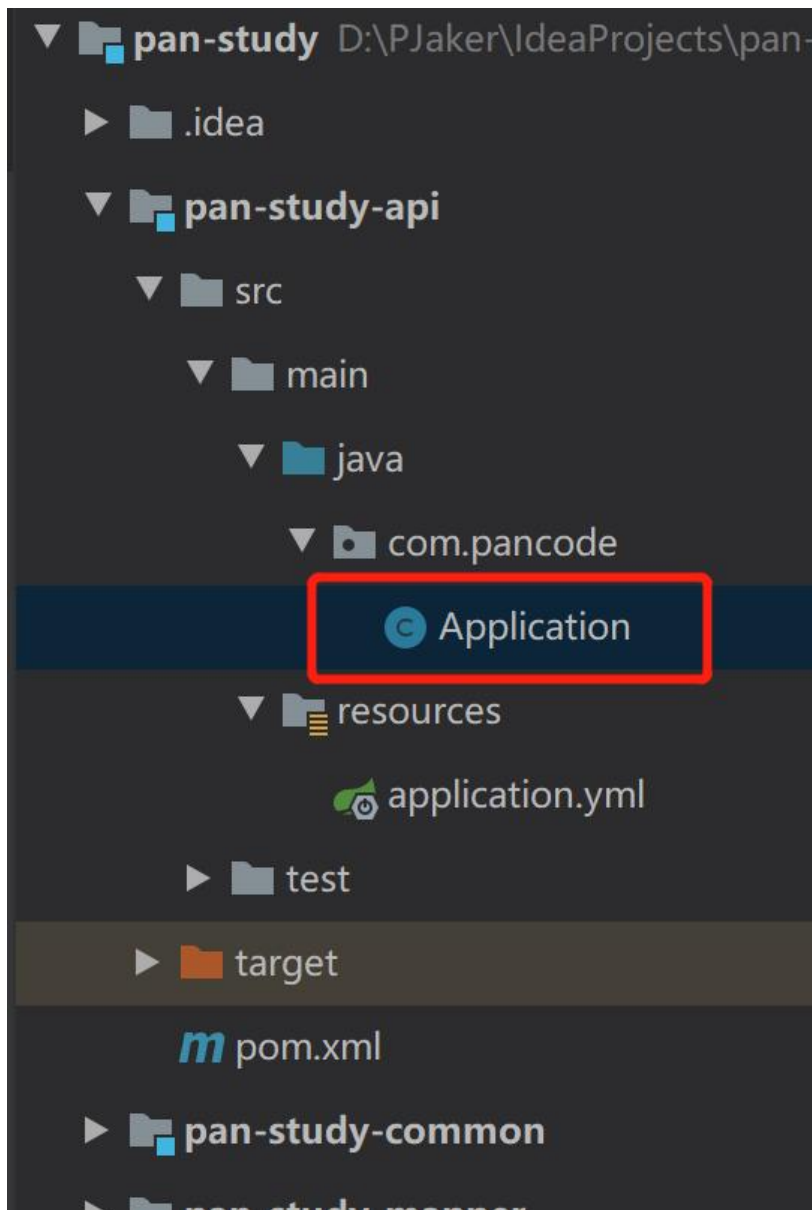 pan-study D:\PJaker\IdeaProjects\pan-
.idea
pan-study-api
src
main
java
com.pancode
C Application
resources
application.yml
test
target
m pom.xml
pan-study-common